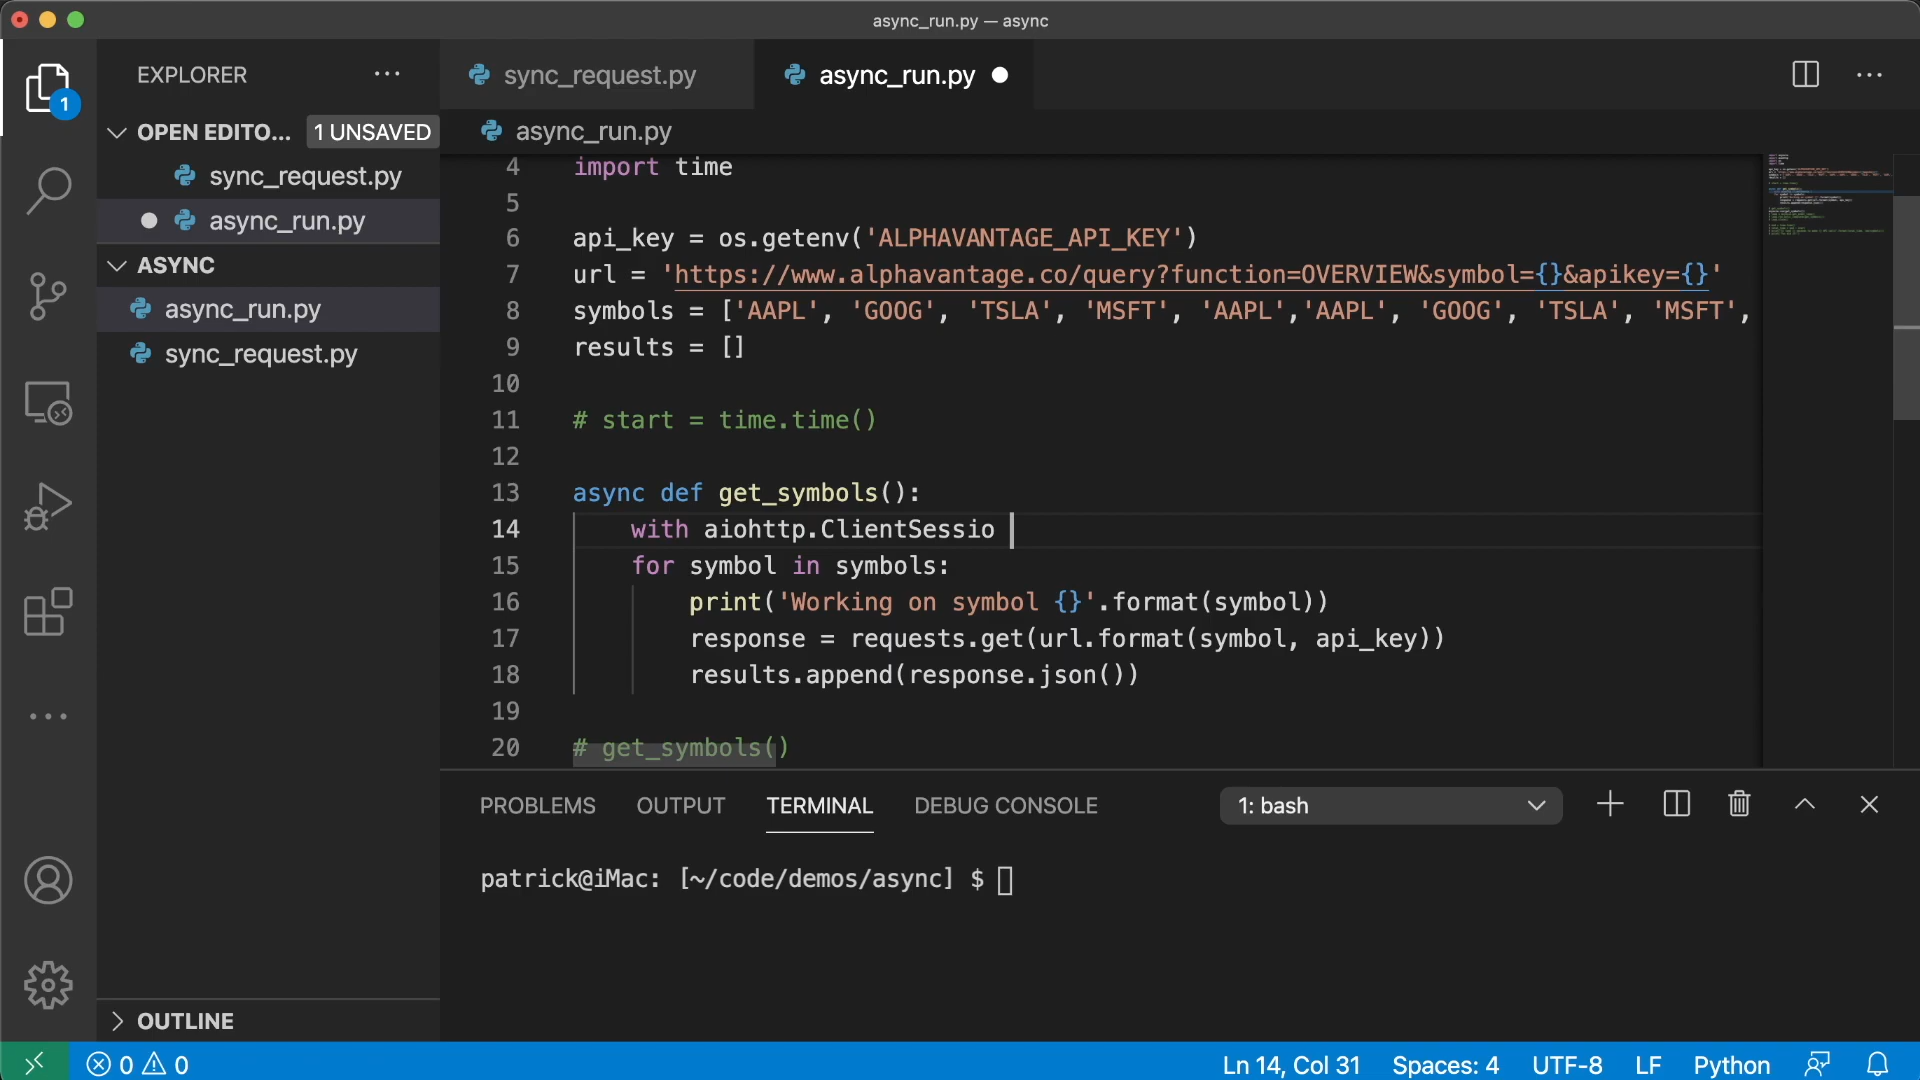 async_run.py — async
EXPLORER
sync_request.py
async_run.py
1
OPEN EDITO... 1 UNSAVED
sync_request.py
async_run.py
ASYNC
async_run.py
sync_request.py
OUTLINE
async_run.py
4 import time
5
6 api_key = os.getenv('ALPHAVANTAGE_API_KEY')
7 url = 'https://www.alphavantage.co/query?function=OVERVIEW&symbol={}&apikey={}'
8 symbols = ['AAPL', 'GOOG', 'TSLA', 'MSFT', 'AAPL','AAPL', 'GOOG', 'TSLA', 'MSFT',
9 results = []
10
11 # start = time.time()
12
13 async def get_symbols():
14 with aiohttp.ClientSessio
15 for symbol in symbols:
16 print('Working on symbol {}'.format(symbol))
17 response = requests.get(url.format(symbol, api_key))
18 results.append(response.json())
19
20 # get_symbols()
PROBLEMS OUTPUT TERMINAL DEBUG CONSOLE 1: bash
patrick@iMac: [~/code/demos/async] $
0 0 Ln 14, Col 31 Spaces: 4 UTF-8 LF Python